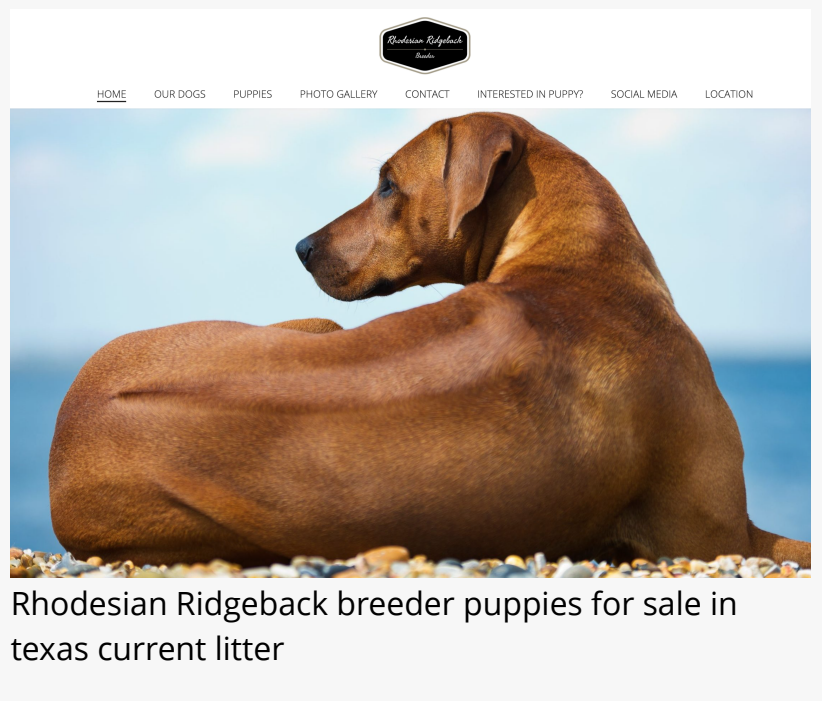 Rhodesian Ridgeback
Breeder
HOME OUR DOGS PUPPIES PHOTO GALLERY CONTACT INTERESTED IN PUPPY? SOCIAL MEDIA LOCATION
Rhodesian Ridgeback breeder puppies for sale in
texas current litter